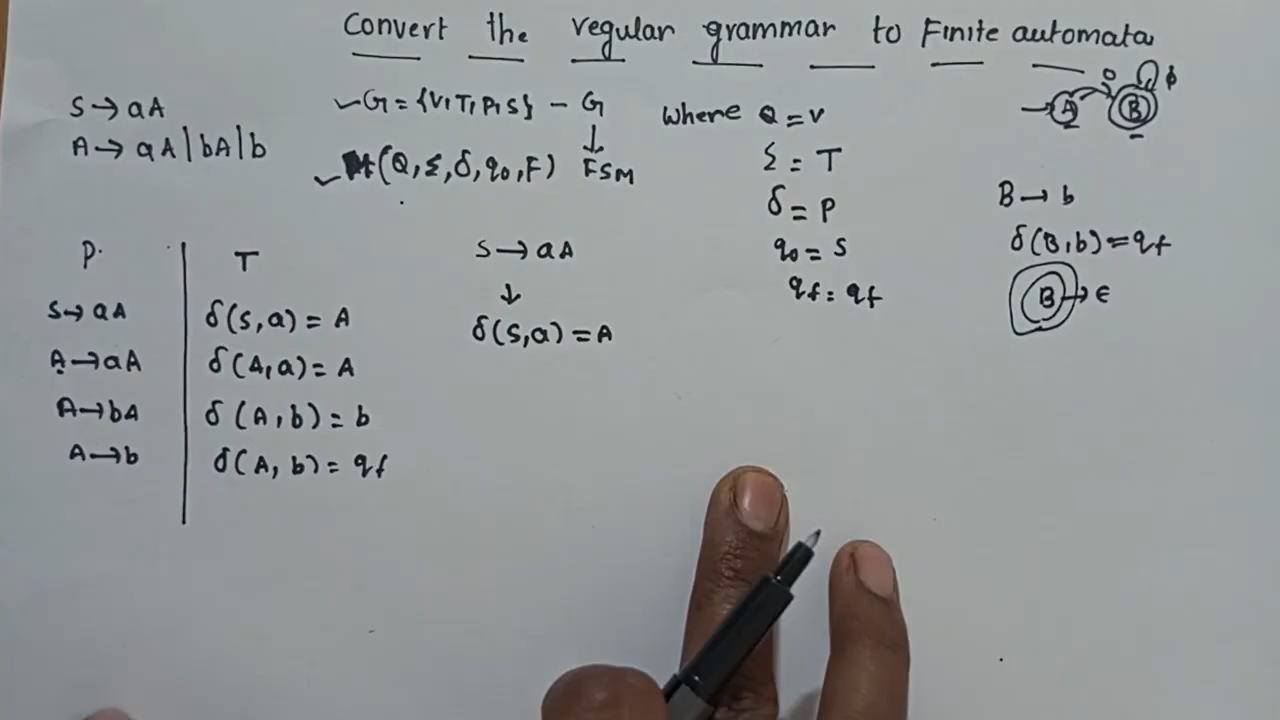 Convert the regular grammar to Finite automata
S → aA
A → aA | bA | b
G = {V, T, P, S} - G
↓
(Q, Σ, δ, q0, F) FSM
Where Q = V
Σ = T
δ = P
q0 = S
qf = qf
A 0 B
B → b
δ(B, b) = qf
B → ε
P T
S → aA δ(S, a) = A
A → aA δ(A, a) = A
A → bA δ(A, b) = b
A → b δ(A, b) = qf
S → aA
↓
δ(S, a) = A